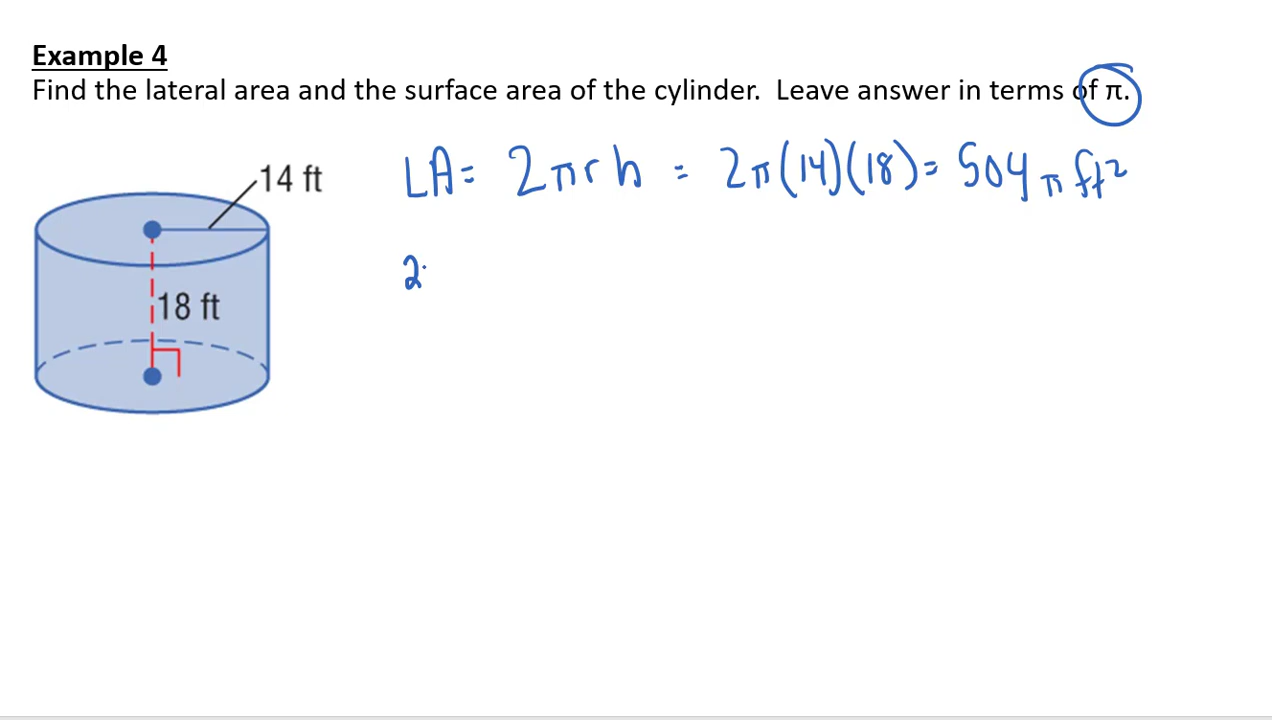 Example 4
Find the lateral area and the surface area of the cylinder. Leave answer in terms of π.
14 ft
LA= 2πrh = 2π(14)(18)= 504π ft²
2·
18 ft